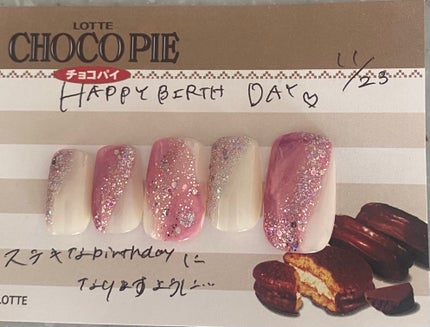 LOTTE
CHOCO PIE
チョコパイ
HAPPY BIRTH DAY♡ 11/23
ステキなbirthdayに
なりますように…
LOTTE